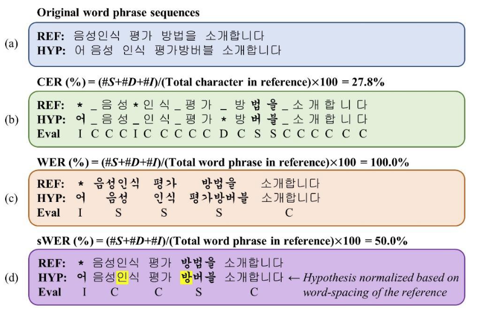 Original word phrase sequences
(a)
REF: 음성인식 평가 방법을 소개합니다
HYP: 어 음성 인식 평가방버블 소개합니다
CER (%) = (#S+#D+#I)/(Total character in reference)×100 = 27.8%
(b)
REF: * _ 음 성 * 인 식 _ 평 가 _ 방 법 을 _ 소 개 합 니 다
HYP: 어 _ 음 성 _ 인 식 _ 평 가 * 방 버 블 _ 소 개 합 니 다
Eval I C C C I C C C C C D C S S C C C C C C
WER (%) = (#S+#D+#I)/(Total word phrase in reference)×100 = 100.0%
(c)
REF: * 음성인식 평가 방법을 소개합니다
HYP: 어 음성 인식 평가방버블 소개합니다
Eval I S S S C
sWER (%) = (#S+#D+#I)/(Total word phrase in reference)×100 = 50.0%
(d)
REF: * 음성인식 평가 방법을 소개합니다
HYP: 어 음성인식 평가 방버블 소개합니다 ← Hypothesis normalized based on
Eval I C C S C word-spacing of the reference